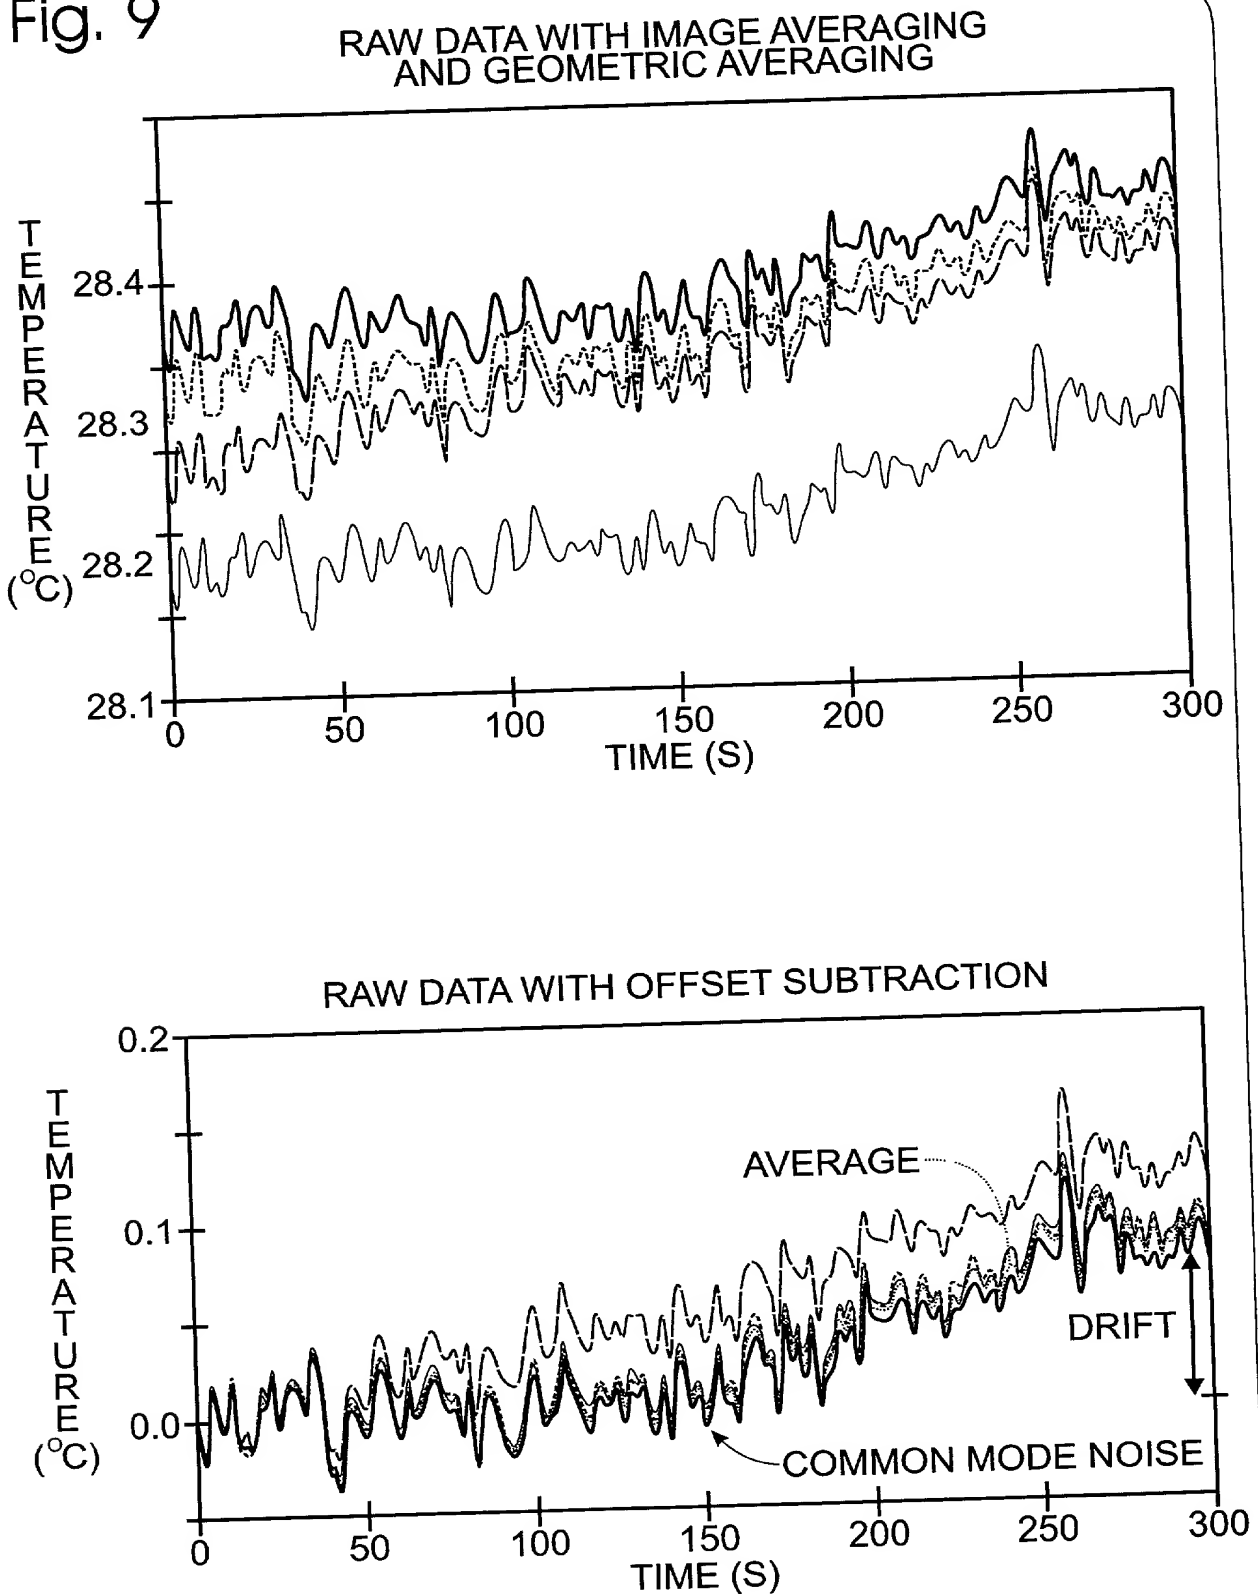 Fig. 9
RAW DATA WITH IMAGE AVERAGING
AND GEOMETRIC AVERAGING
TEMPERATURE
(°C)
28.4
28.3
28.2
28.1
0 50 100 150 200 250 300
TIME (S)
RAW DATA WITH OFFSET SUBTRACTION
TEMPERATURE
(°C)
0.2
0.1
0.0
AVERAGE
DRIFT
COMMON MODE NOISE
0 50 100 150 200 250 300
TIME (S)